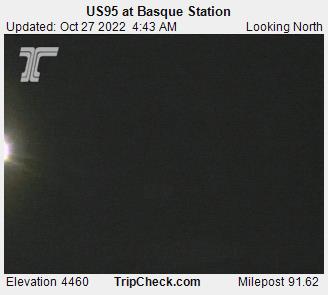 US95 at Basque Station
Updated: Oct 27 2022 4:43 AM Looking North
Elevation 4460 TripCheck.com Milepost 91.62